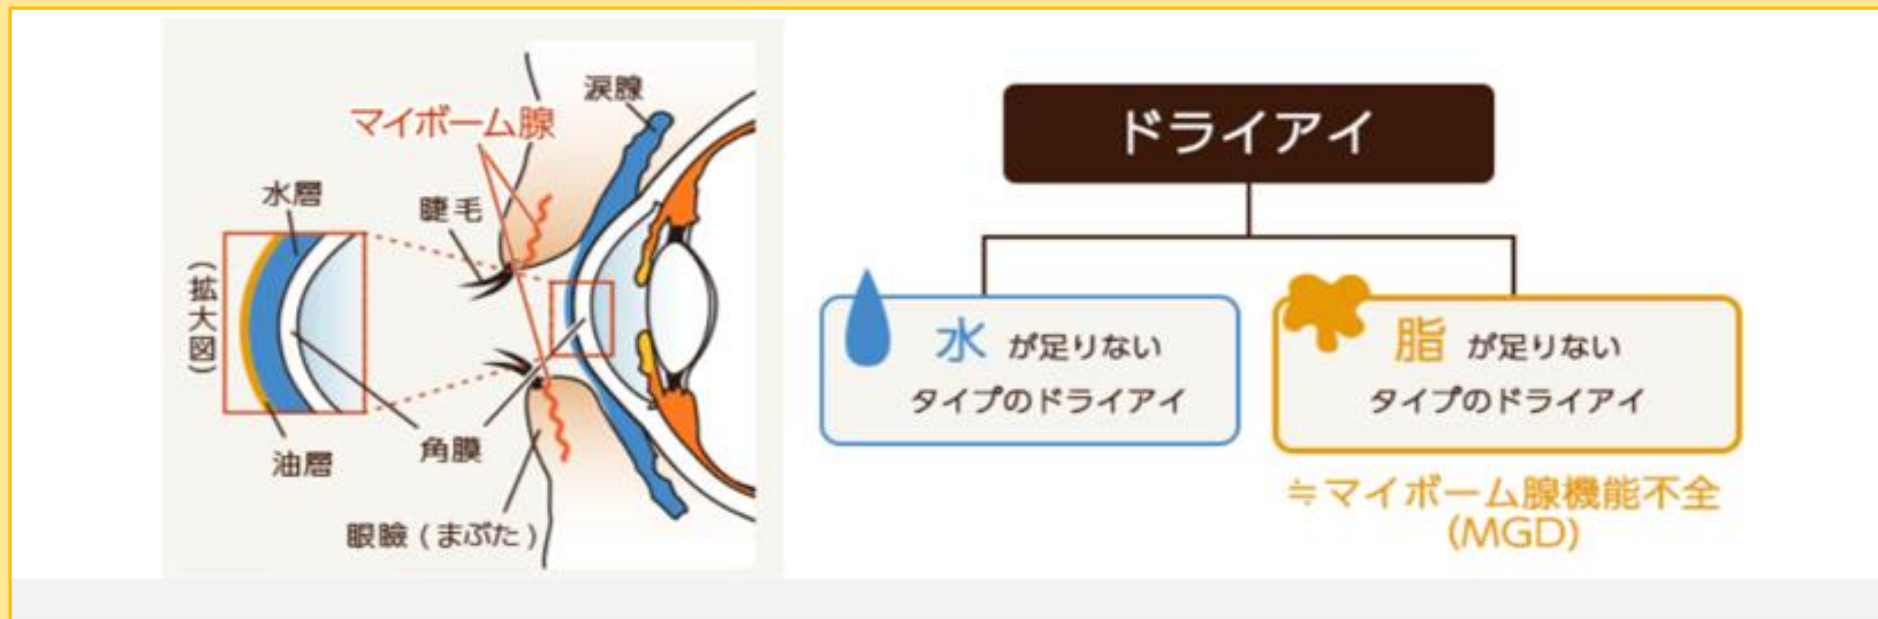 涙腺
マイボーム腺
水層
睫毛
(拡大図)
油層
角膜
眼瞼(まぶた)
ドライアイ
水 が足りない
タイプのドライアイ
脂 が足りない
タイプのドライアイ
≒マイボーム腺機能不全
(MGD)